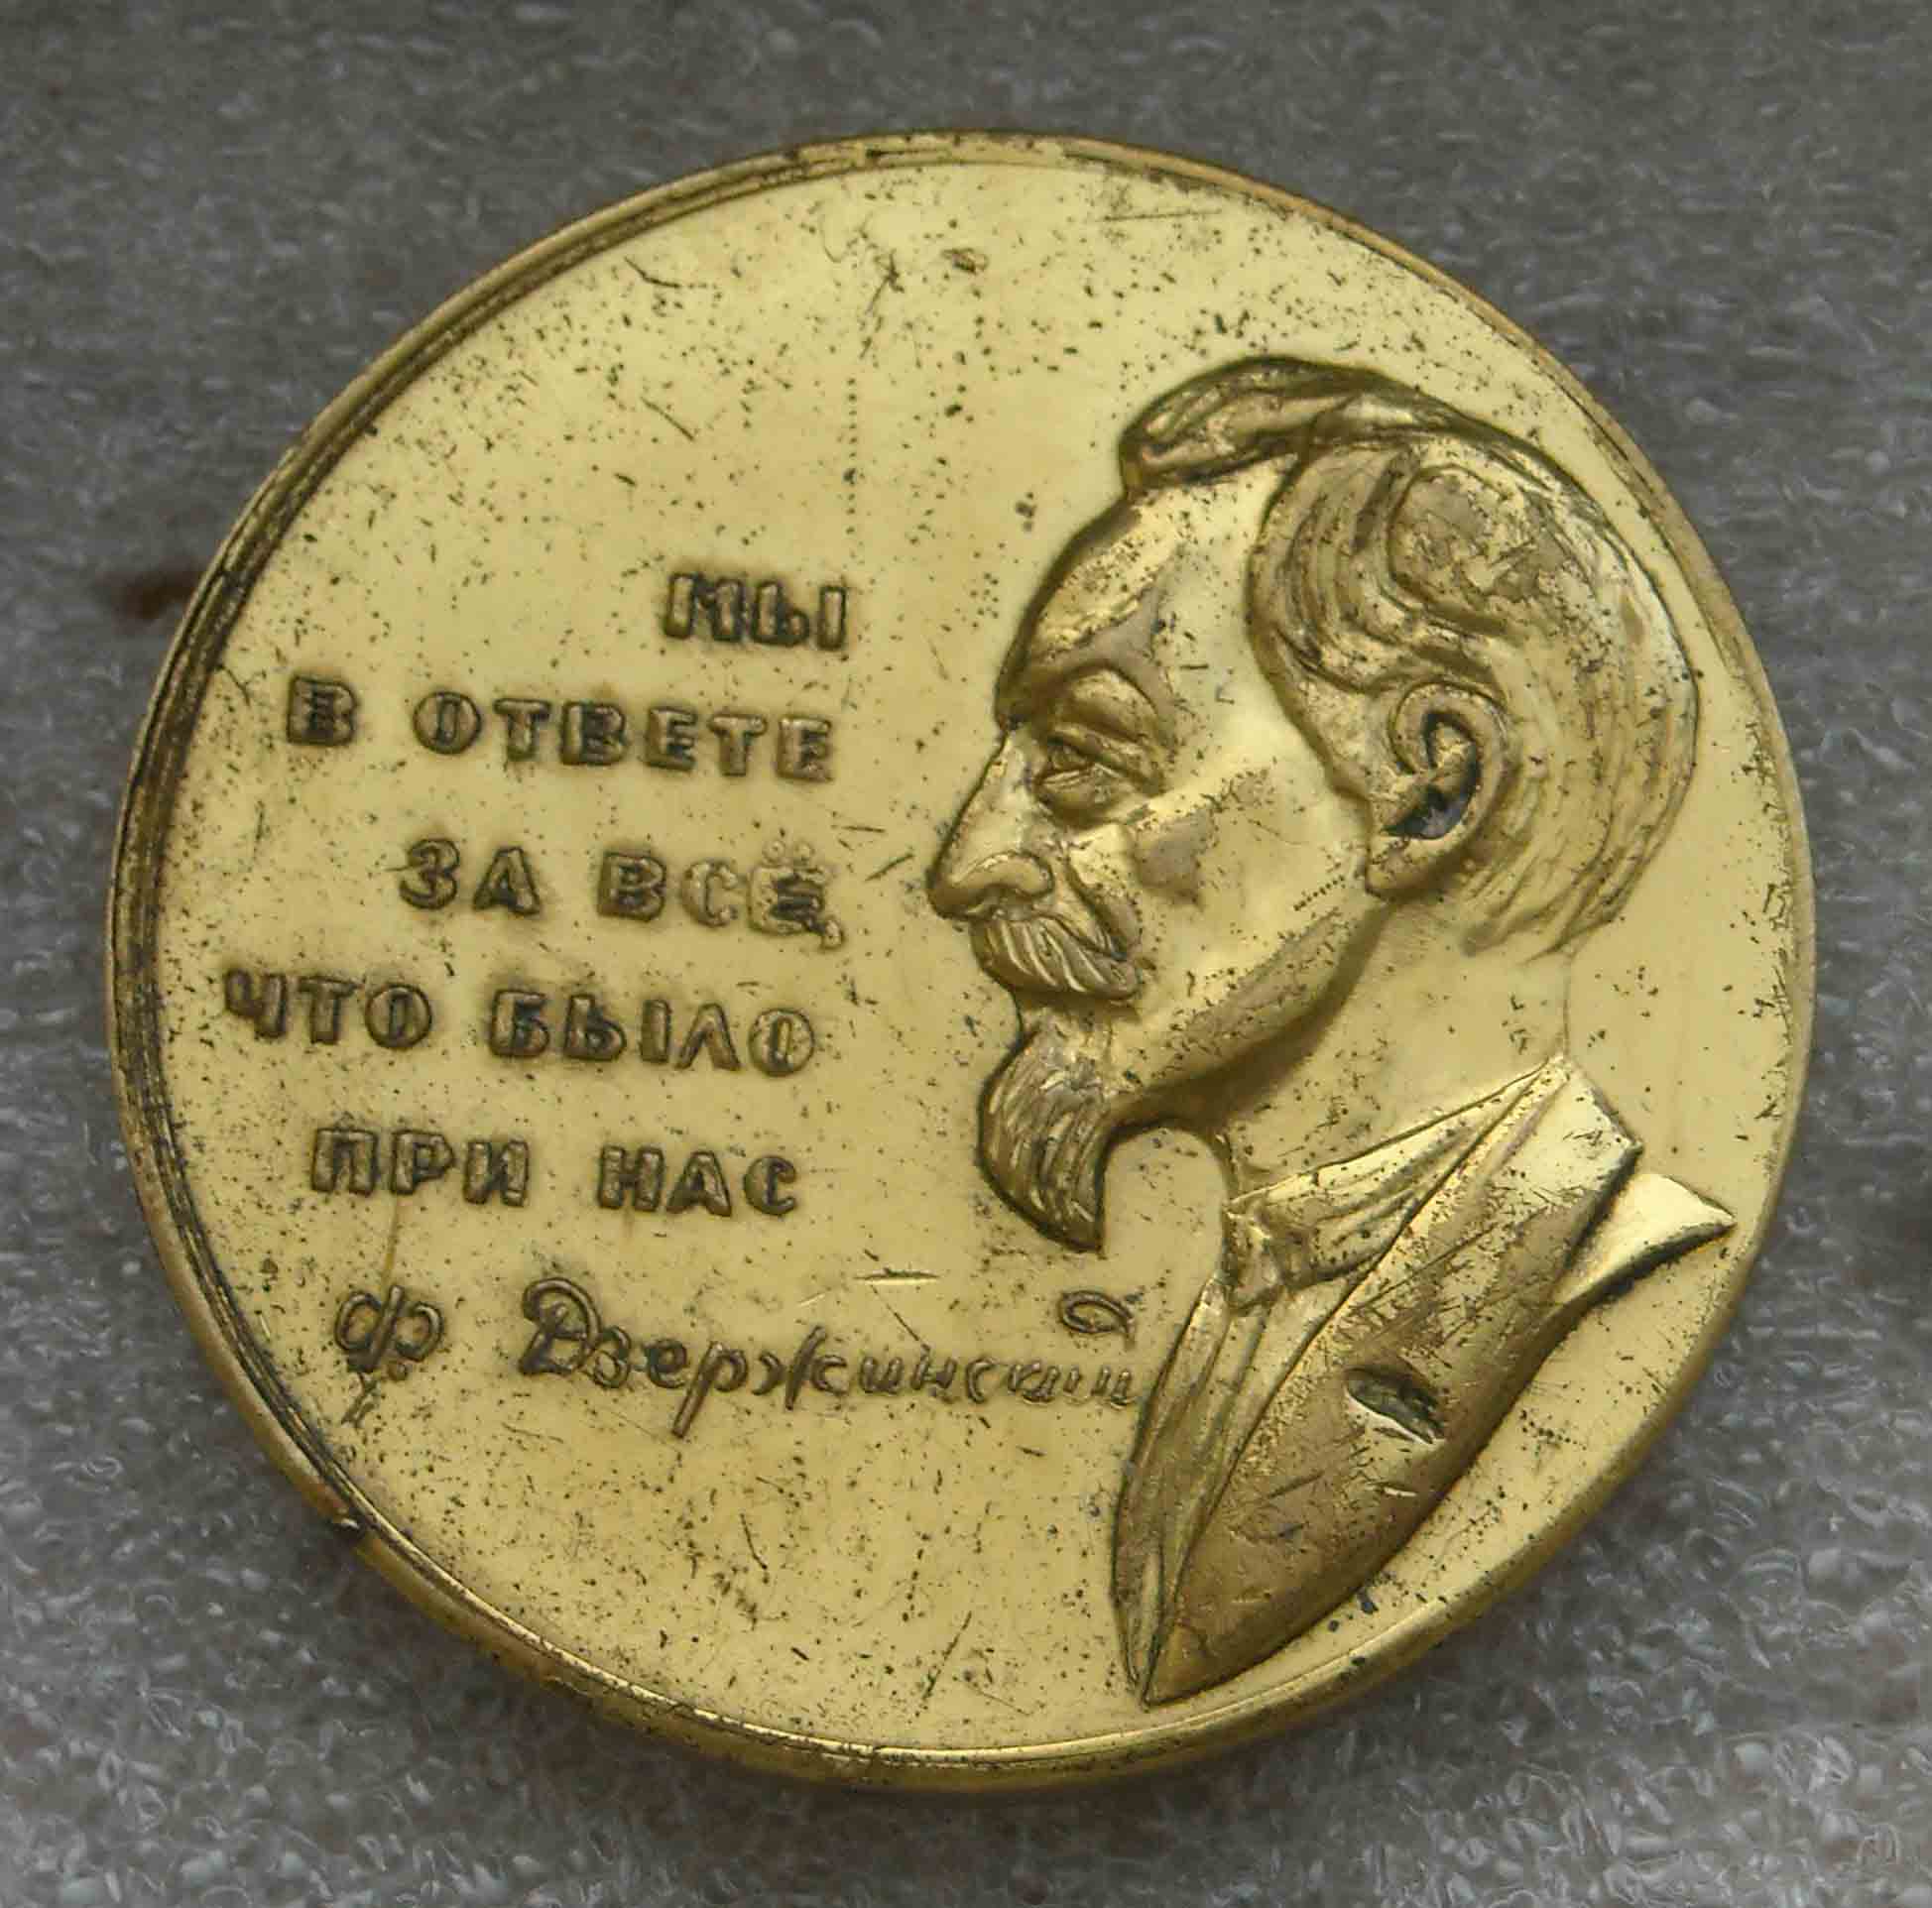 МЫ
В ОТВЕТЕ
ЗА ВСЁ,
ЧТО БЫЛО
ПРИ НАС
Ф. Дзержинский